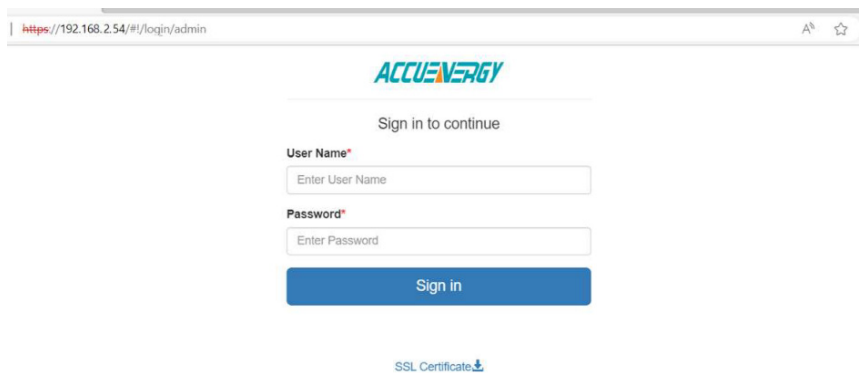 https://192.168.2.54/#!/login/admin
ACCUENERGY
Sign in to continue
User Name*
Enter User Name
Password*
Enter Password
Sign in
SSL Certificate